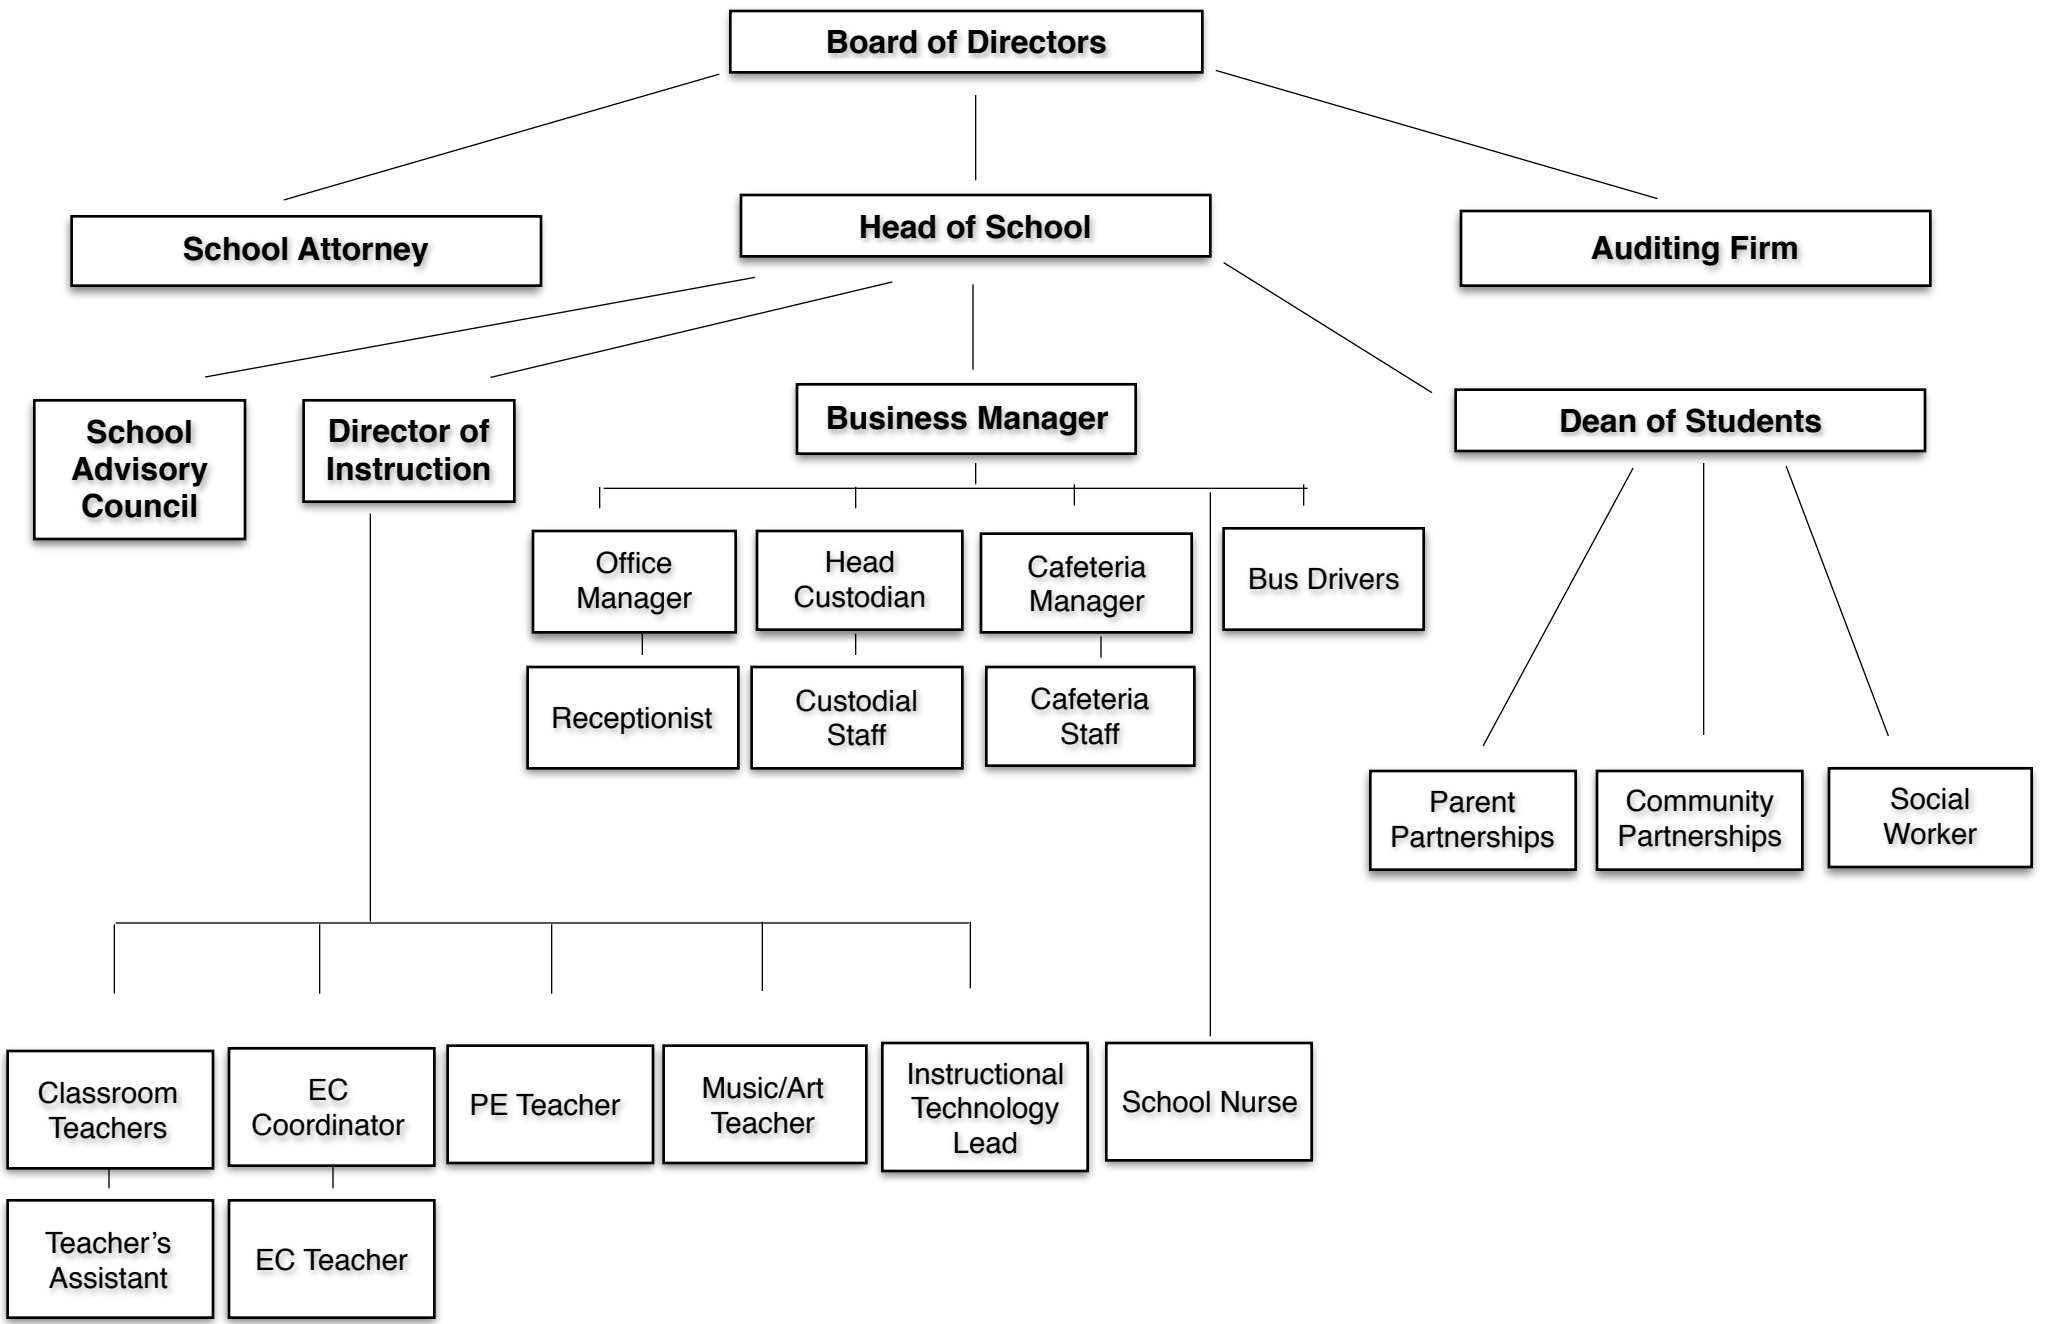 Board of Directors
School Attorney
Head of School
Auditing Firm
School
Advisory
Council
Director of
Instruction
Business Manager
Dean of Students
Office
Manager
Head
Custodian
Cafeteria
Manager
Bus Drivers
Receptionist
Custodial
Staff
Cafeteria
Staff
Parent
Partnerships
Community
Partnerships
Social
Worker
Classroom
Teachers
EC
Coordinator
PE Teacher
Music/Art
Teacher
Instructional
Technology
Lead
School Nurse
Teacher’s
Assistant
EC Teacher